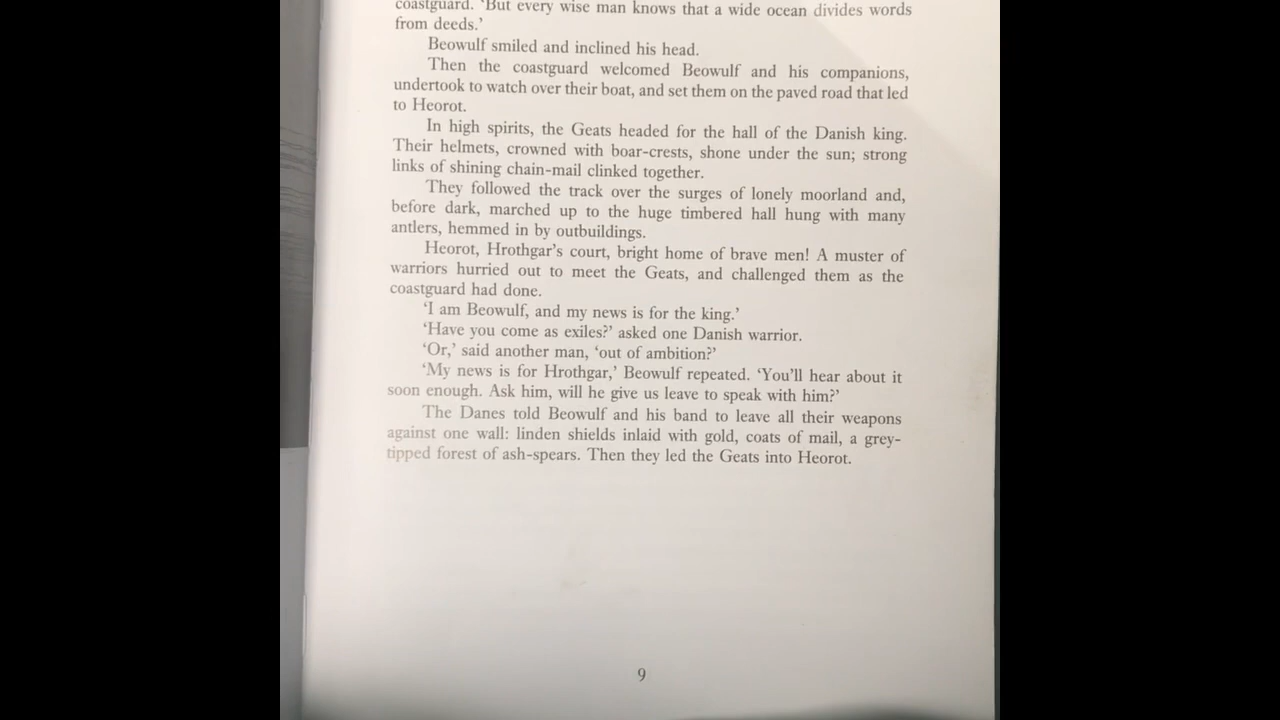 coastguard. 'But every wise man knows that a wide ocean divides words
from deeds.'
Beowulf smiled and inclined his head.
Then the coastguard welcomed Beowulf and his companions,
undertook to watch over their boat, and set them on the paved road that led
to Heorot.
In high spirits, the Geats headed for the hall of the Danish king.
Their helmets, crowned with boar-crests, shone under the sun; strong
links of shining chain-mail clinked together.
They followed the track over the surges of lonely moorland and,
before dark, marched up to the huge timbered hall hung with many
antlers, hemmed in by outbuildings.
Heorot, Hrothgar's court, bright home of brave men! A muster of
warriors hurried out to meet the Geats, and challenged them as the
coastguard had done.
'I am Beowulf, and my news is for the king.'
'Have you come as exiles?' asked one Danish warrior.
'Or,' said another man, 'out of ambition?'
'My news is for Hrothgar,' Beowulf repeated. 'You'll hear about it
soon enough. Ask him, will he give us leave to speak with him?'
The Danes told Beowulf and his band to leave all their weapons
against one wall: linden shields inlaid with gold, coats of mail, a grey-
tipped forest of ash-spears. Then they led the Geats into Heorot.
9